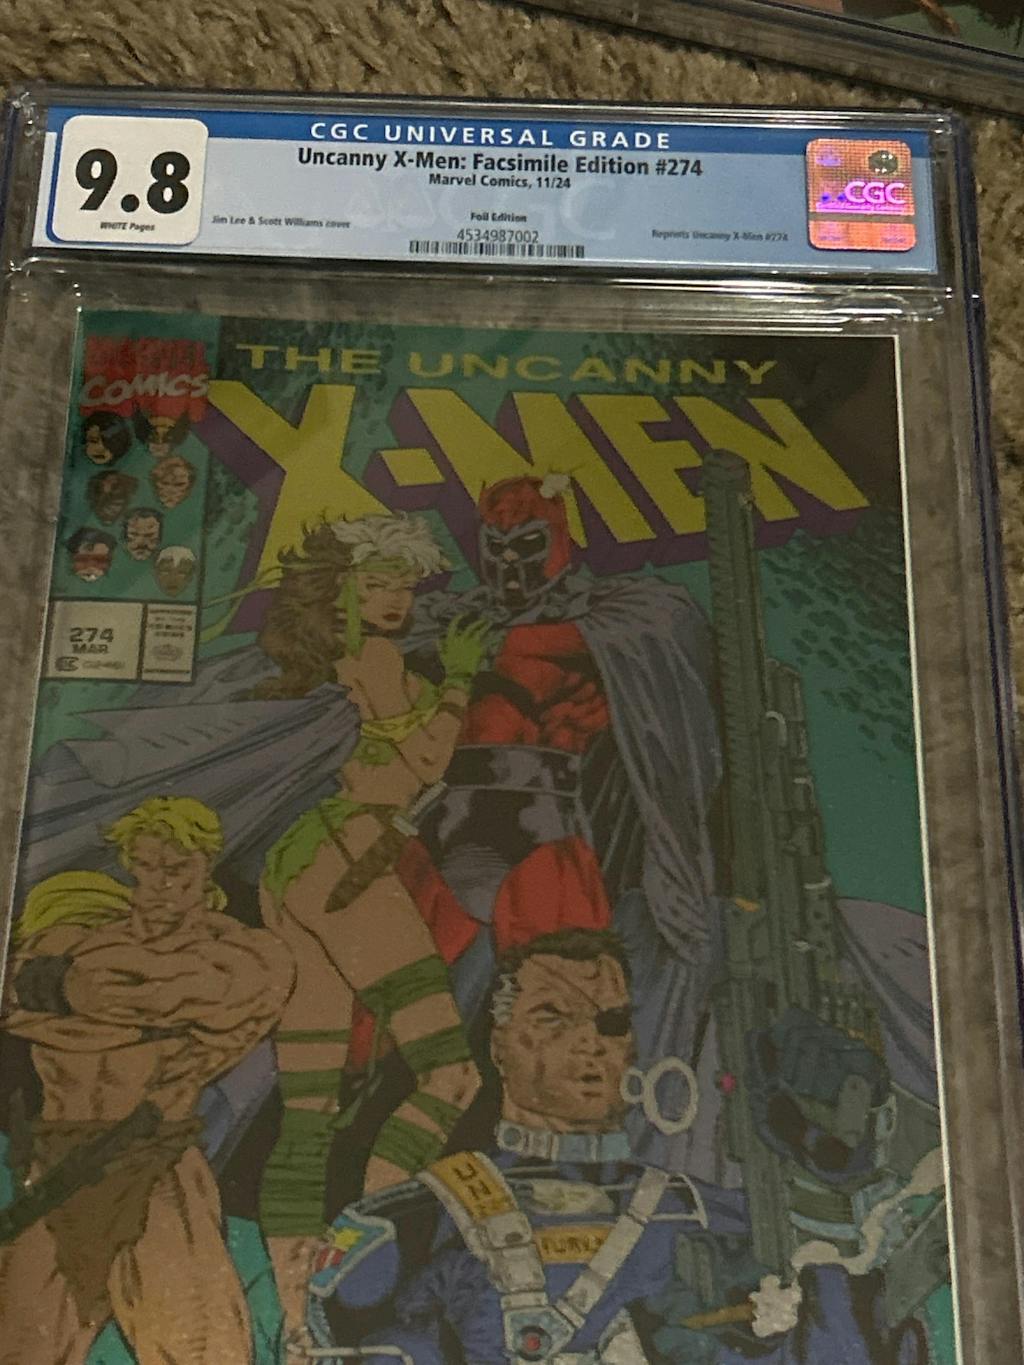 CGC UNIVERSAL GRADE
9.8
WHITE Pages
Uncanny X-Men: Facsimile Edition #274
Marvel Comics, 11/24
Foil Edition
Jim Lee & Scott Williams cover
4534987002
Reprints Uncanny X-Men #274
CGC
MARVEL
COMICS
THE UNCANNY
X-MEN
274
MAR
FURY